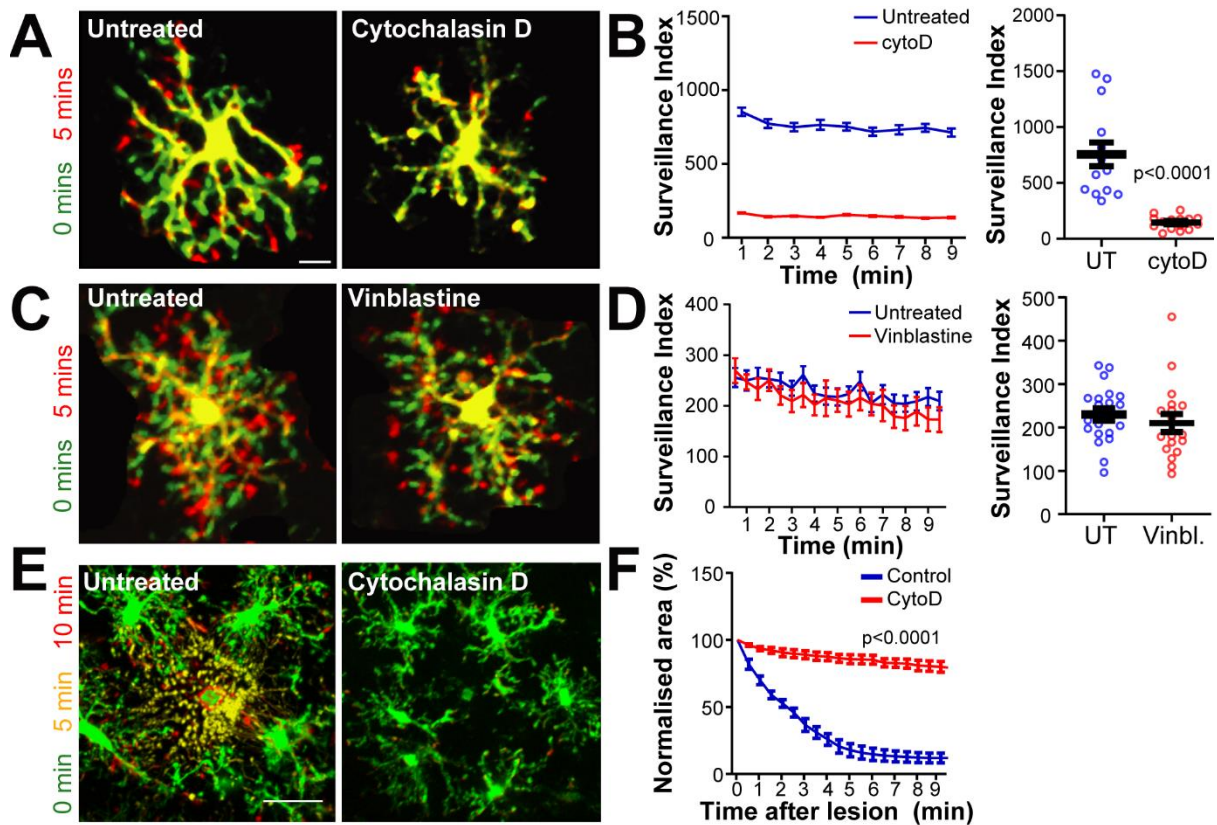 A
Untreated
Cytochalasin D
0 mins 5 mins
B
Surveillance Index
1500
1000
500
0
Untreated
cytoD
1 2 3 4 5 6 7 8 9
Time (min)
Surveillance Index
2000
1500
1000
500
0
p<0.0001
UT cytoD
C
Untreated
Vinblastine
0 mins 5 mins
D
Surveillance Index
400
300
200
100
0
Untreated
Vinblastine
1 2 3 4 5 6 7 8 9
Time (min)
Surveillance Index
500
400
300
200
100
0
UT Vinbl.
E
Untreated
Cytochalasin D
0 min 5 min 10 min
F
Normalised area (%)
150
100
50
0
Control
CytoD
p<0.0001
0 1 2 3 4 5 6 7 8 9
Time after lesion (min)